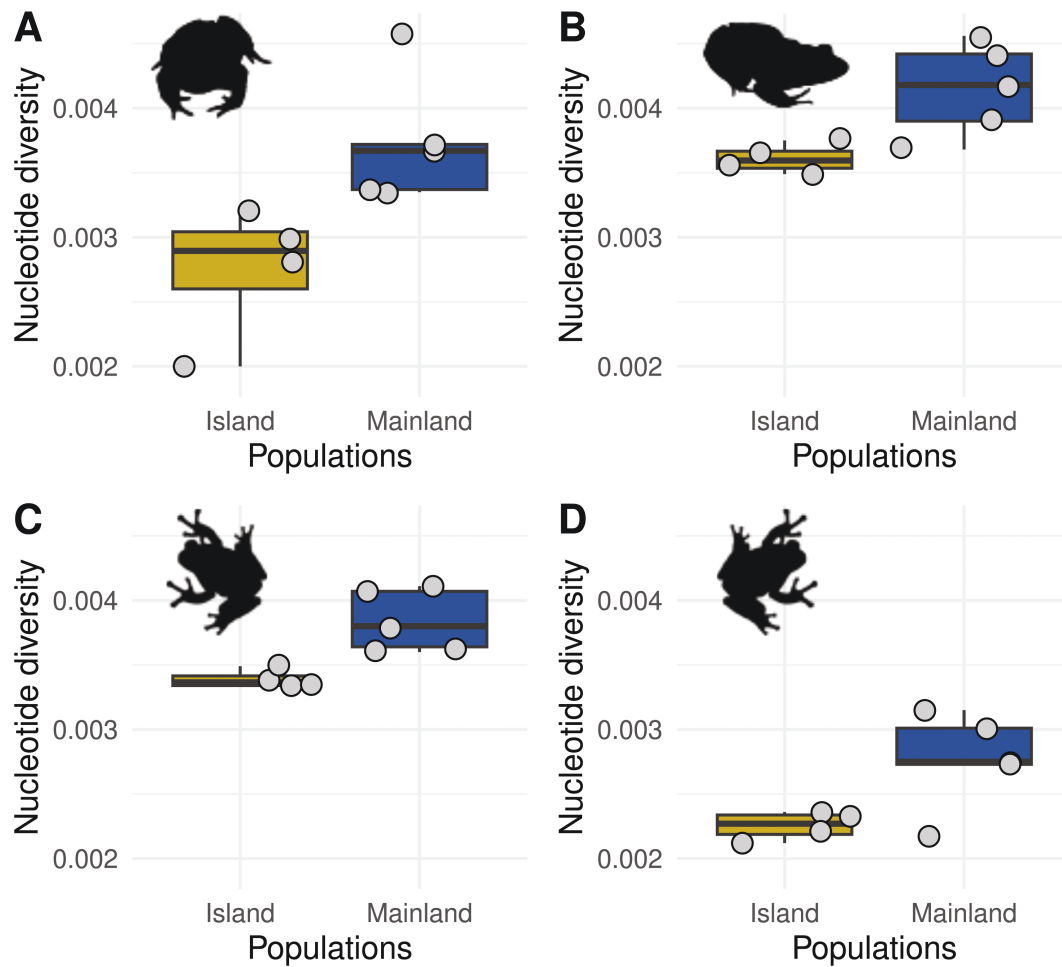 A
Nucleotide diversity
0.004
0.003
0.002
Island Mainland
Populations
B
Nucleotide diversity
0.004
0.003
0.002
Island Mainland
Populations
C
Nucleotide diversity
0.004
0.003
0.002
Island Mainland
Populations
D
Nucleotide diversity
0.004
0.003
0.002
Island Mainland
Populations